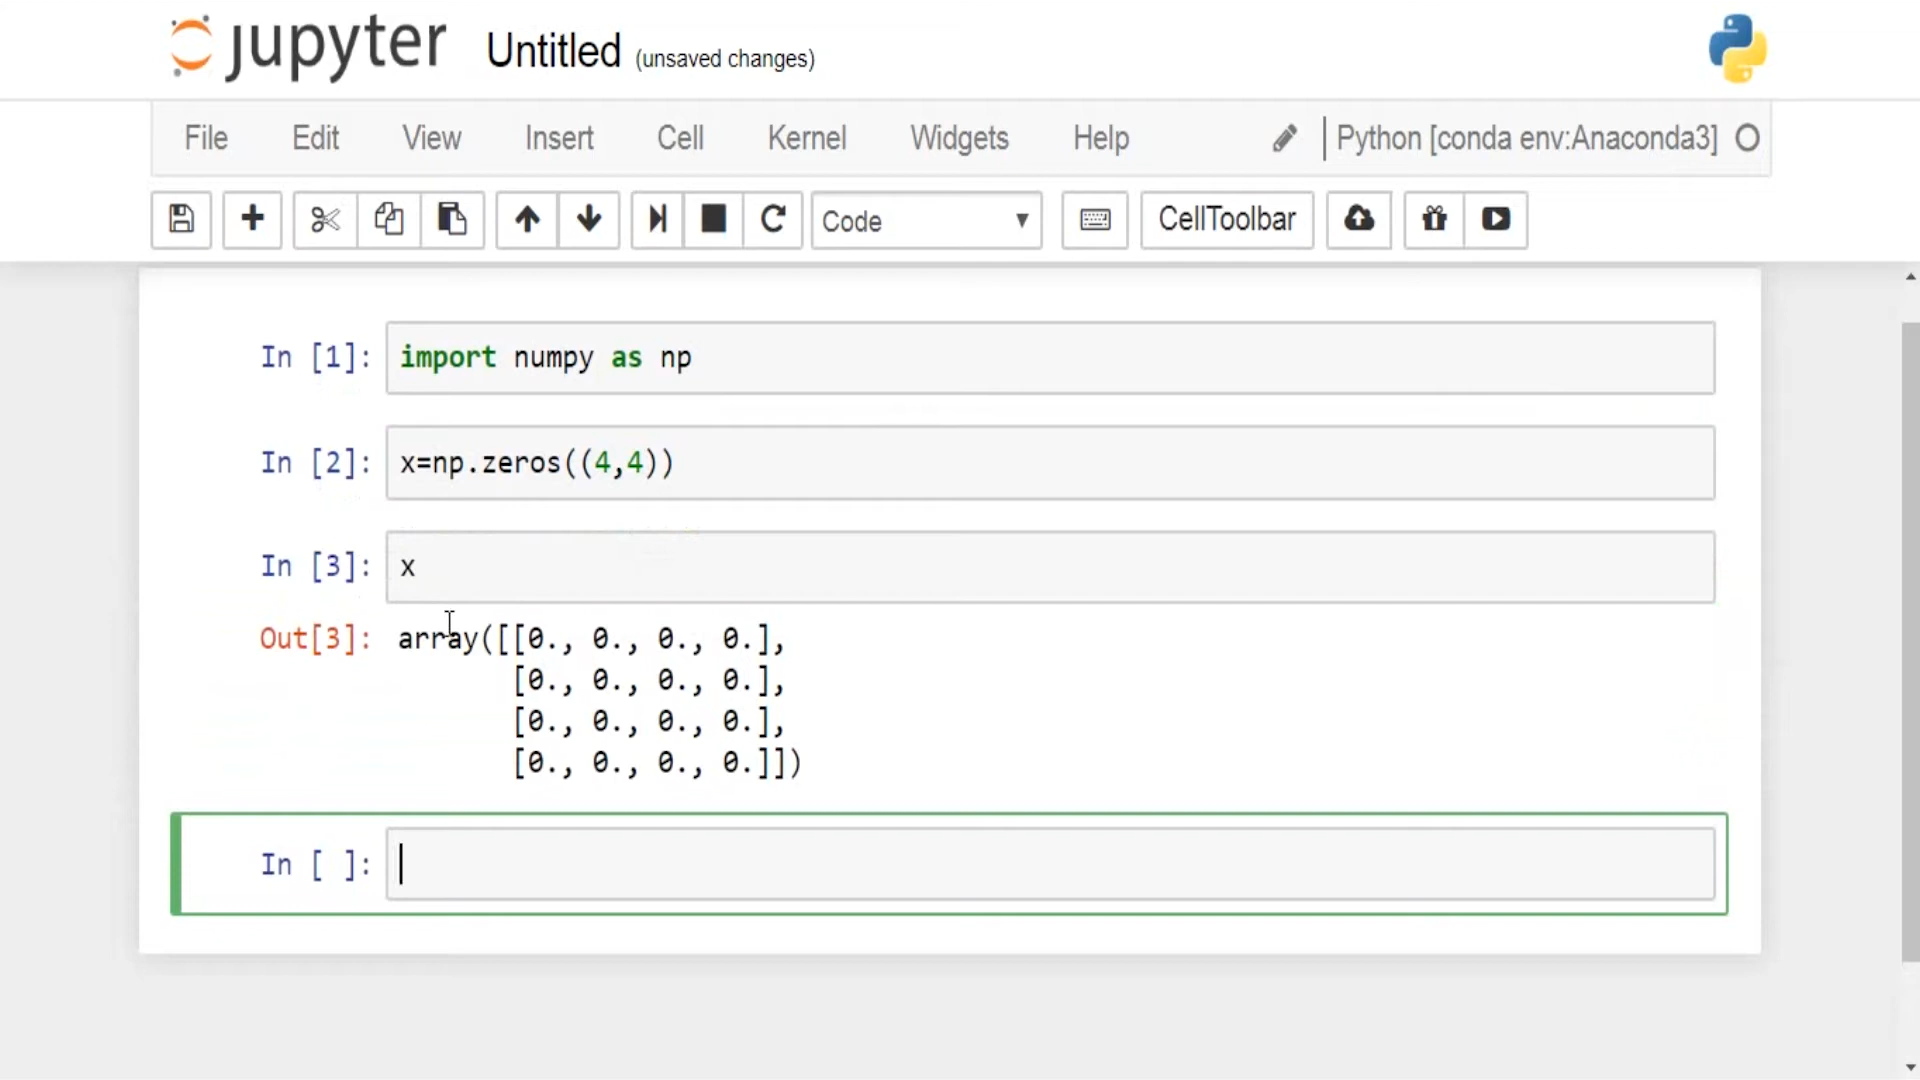 jupyter Untitled (unsaved changes)
File Edit View Insert Cell Kernel Widgets Help Python [conda env:Anaconda3]
Code CellToolbar
In [1]: import numpy as np
In [2]: x=np.zeros((4,4))
In [3]: x
Out[3]: array([[0., 0., 0., 0.],
[0., 0., 0., 0.],
[0., 0., 0., 0.],
[0., 0., 0., 0.]])
In [ ]: